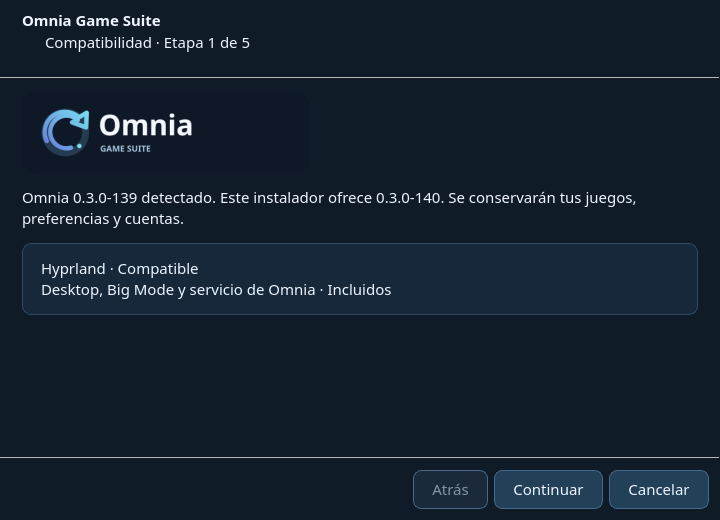 Omnia Game Suite
Compatibilidad · Etapa 1 de 5
Omnia
GAME SUITE
Omnia 0.3.0-139 detectado. Este instalador ofrece 0.3.0-140. Se conservarán tus juegos,
preferencias y cuentas.
Hyprland · Compatible
Desktop, Big Mode y servicio de Omnia · Incluidos
Atrás
Continuar
Cancelar